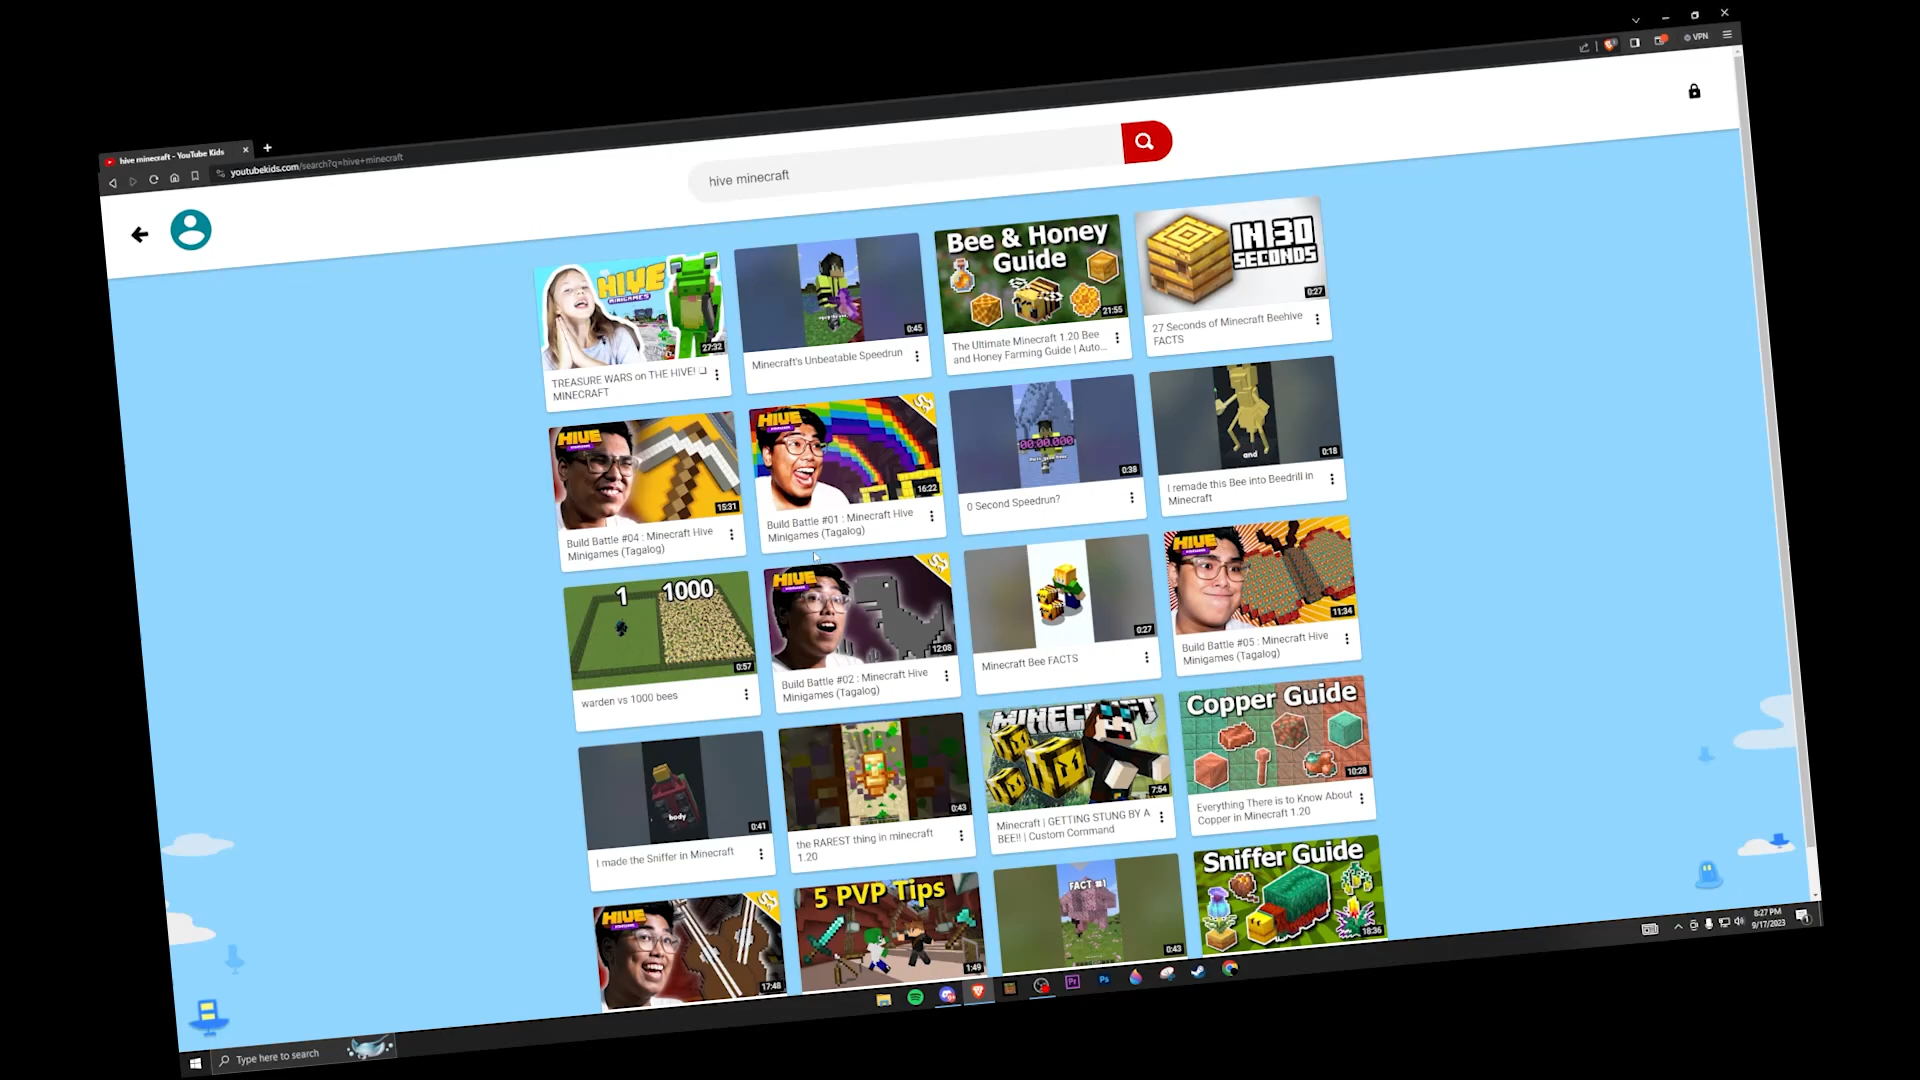 hive minecraft - YouTube Kids
youtubekids.com/search?q=hive+minecraft
VPN
hive minecraft
HIVE
MINIGAMES
27:32
TREASURE WARS on THE HIVE! ❑
MINECRAFT
0:45
Minecraft's Unbeatable Speedrun
Bee & Honey
Guide
21:55
The Ultimate Minecraft 1.20 Bee
and Honey Farming Guide | Auto...
IN 30
SECONDS
0:27
27 Seconds of Minecraft Beehive
FACTS
HIVE
15:31
Build Battle #04 : Minecraft Hive
Minigames (Tagalog)
HIVE
S2
16:22
Build Battle #01 : Minecraft Hive
Minigames (Tagalog)
00:00.000
0:38
0 Second Speedrun?
and
0:18
I remade this Bee into Beedrill in
Minecraft
1 1000
0:57
warden vs 1000 bees
HIVE
S2
12:08
Build Battle #02 : Minecraft Hive
Minigames (Tagalog)
0:27
Minecraft Bee FACTS
HIVE
11:34
Build Battle #05 : Minecraft Hive
Minigames (Tagalog)
body
0:41
I made the Sniffer in Minecraft
0:43
the RAREST thing in minecraft
1.20
MINECRAFT
7:54
Minecraft | GETTING STUNG BY A
BEE!! | Custom Command
Copper Guide
10:28
Everything There is to Know About
Copper in Minecraft 1.20
HIVE
S2
17:48
5 PVP Tips
1:49
FACT #1
0:43
Sniffer Guide
18:36
Type here to search
Pr
Ps
8:27 PM
9/17/2023